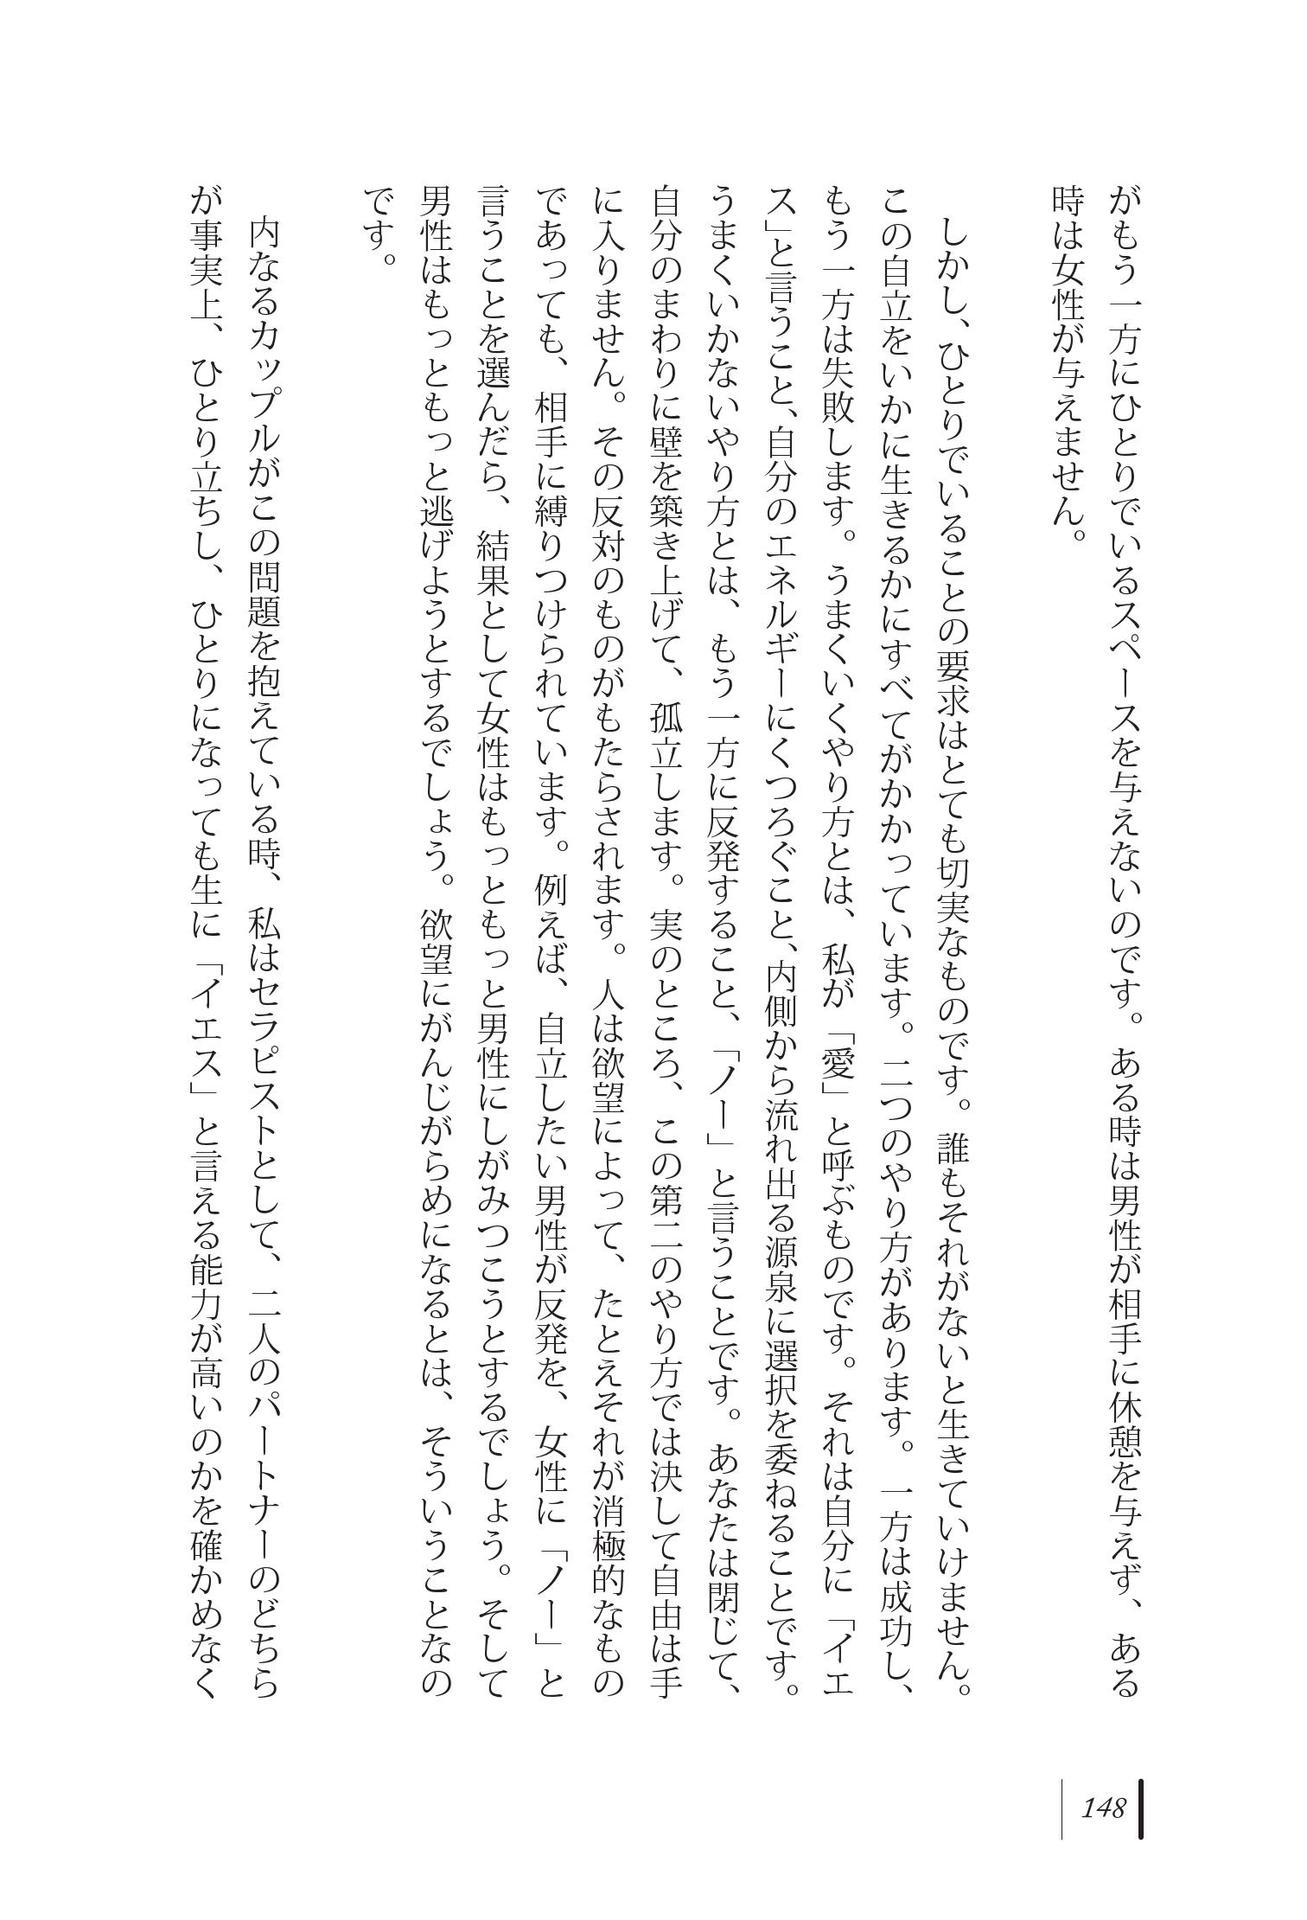 がもう一方にひとりでいるスペースを与えないのです。ある時は男性が相手に休憩を与えず、ある
時は女性が与えません。
しかし、ひとりでいることの要求はとても切実なものです。誰もそれがないと生きていけません。
この自立をいかに生きるかにすべてがかかっています。二つのやり方があります。一方は成功し、
もう一方は失敗します。うまくいくやり方とは、私が「愛」と呼ぶものです。それは自分に「イエ
ス」と言うこと、自分のエネルギーにくつろぐこと、内側から流れ出る源泉に選択を委ねることです。
うまくいかないやり方とは、もう一方に反発すること、「ノー」と言うことです。あなたは閉じて、
自分のまわりに壁を築き上げて、孤立します。実のところ、この第二のやり方では決して自由は手
に入りません。その反対のものがもたらされます。人は欲望によって、たとえそれが消極的なもの
であっても、相手に縛りつけられています。例えば、自立したい男性が反発を、女性に「ノー」と
言うことを選んだら、結果として女性はもっともっと男性にしがみつこうとするでしょう。そして
男性はもっともっと逃げようとするでしょう。欲望にがんじがらめになるとは、そういうことなの
です。
内なるカップルがこの問題を抱えている時、私はセラピストとして、二人のパートナーのどちら
が事実上、ひとり立ちし、ひとりになっても生に「イエス」と言える能力が高いのかを確かめなく
148